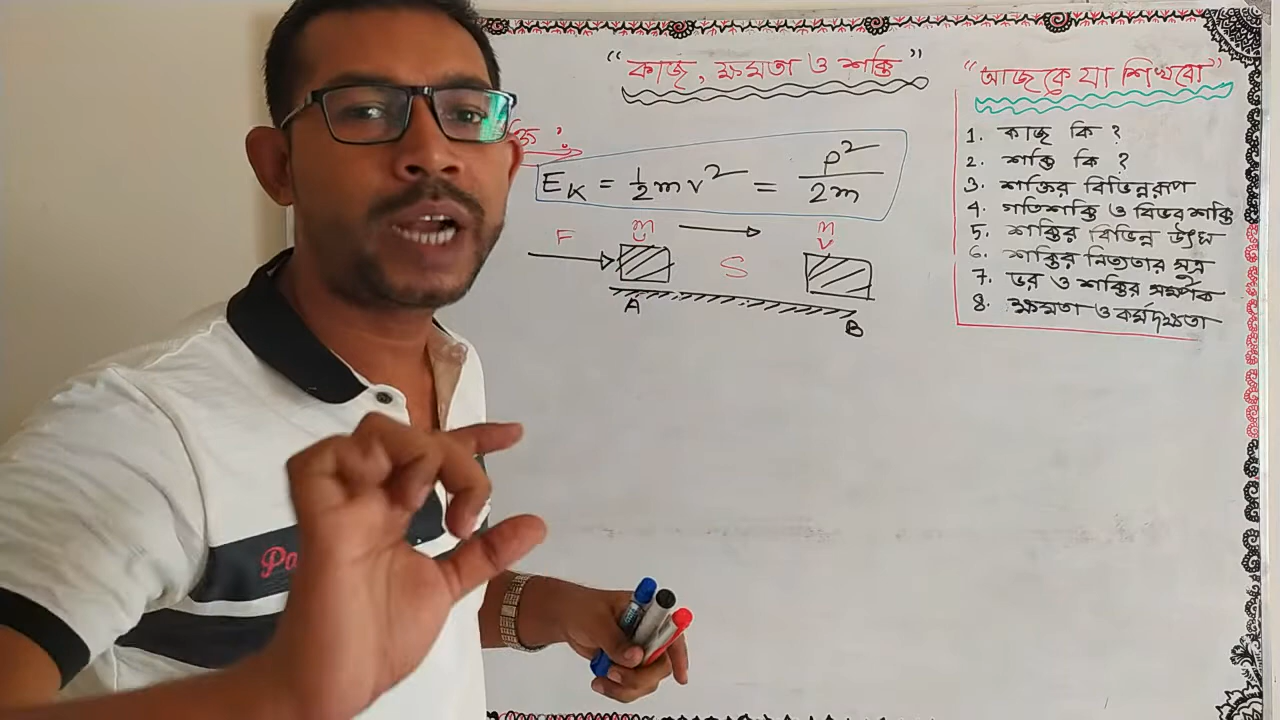 "কাজ, ক্ষমতা ও শক্তি"
E_K = ½mv² = P²/2m
F
m
U
S
m
V
A
B
"আজকে যা শিখবো"
1. কাজ কি ?
2. শক্তি কি ?
3. শক্তির বিভিন্নরূপ
4. গতিশক্তি ও বিভব শক্তি
5. শক্তির বিভিন্ন উৎস
6. শক্তির নিত্যতার সূত্র
7. ভর ও শক্তির সম্পর্ক
8. ক্ষমতা ও কর্মদক্ষতা